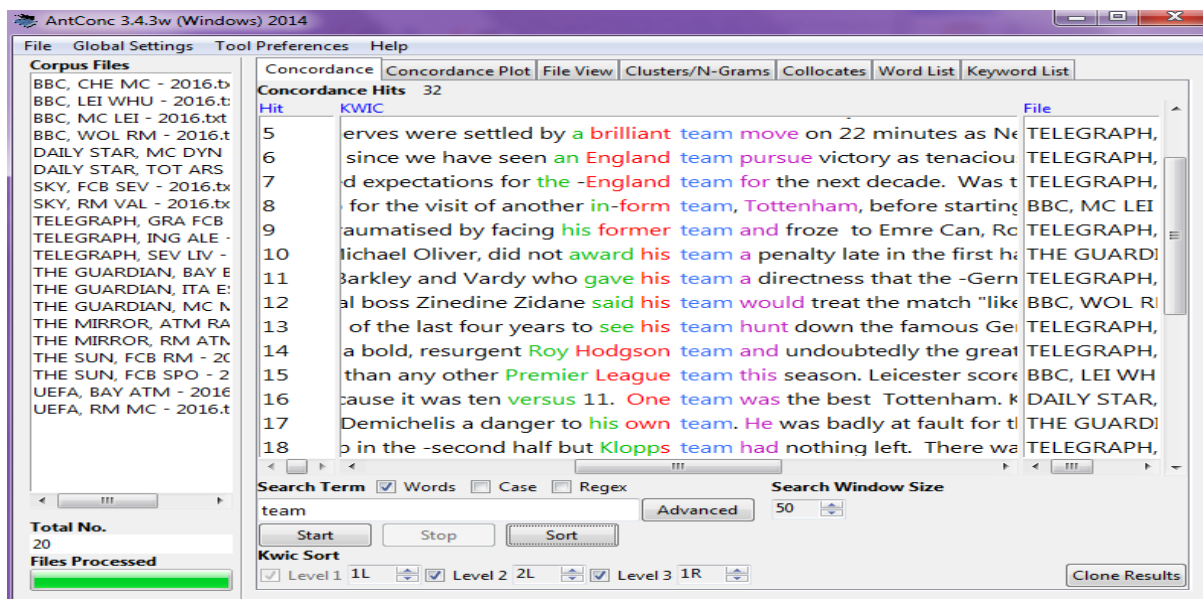 AntConc 3.4.3w (Windows) 2014
File Global Settings Tool Preferences Help
Corpus Files
BBC, CHE MC - 2016.tx
BBC, LEI WHU - 2016.t:
BBC, MC LEI - 2016.txt
BBC, WOL RM - 2016.t
DAILY STAR, MC DYN
DAILY STAR, TOT ARS
SKY, FCB SEV - 2016.tx
SKY, RM VAL - 2016.tx
TELEGRAPH, GRA FCB
TELEGRAPH, ING ALE -
TELEGRAPH, SEV LIV -
THE GUARDIAN, BAY E
THE GUARDIAN, ITA E
THE GUARDIAN, MC
THE MIRROR, ATM RA
THE MIRROR, RM ATM
THE SUN, FCB RM - 20
THE SUN, FCB SPO - 2
UEFA, BAY ATM - 2016
UEFA, RM MC - 2016.t
Total No.
20
Files Processed
Concordance Concordance Plot File View Clusters/N-Grams Collocates Word List Keyword List
Concordance Hits 32
Hit KWIC File
5 erves were settled by a brilliant team move on 22 minutes as Ne TELEGRAPH,
6 since we have seen an England team pursue victory as tenaciou TELEGRAPH,
7 d expectations for the -England team for the next decade. Was t TELEGRAPH,
8 for the visit of another in-form team, Tottenham, before starting BBC, MC LEI
9 raumatised by facing his former team and froze to Emre Can, Ro TELEGRAPH,
10 Michael Oliver, did not award his team a penalty late in the first ha THE GUARDI
11 Barkley and Vardy who gave his team a directness that the -Germ TELEGRAPH,
12 al boss Zinedine Zidane said his team would treat the match "like BBC, WOL R
13 of the last four years to see his team hunt down the famous Ger TELEGRAPH,
14 a bold, resurgent Roy Hodgson team and undoubtedly the great TELEGRAPH,
15 than any other Premier League team this season. Leicester score BBC, LEI WH
16 cause it was ten versus 11. One team was the best Tottenham. K DAILY STAR,
17 Demichelis a danger to his own team. He was badly at fault for t THE GUARDI
18 o in the -second half but Klopps team had nothing left. There wa TELEGRAPH,
Search Term Words Case Regex Search Window Size
team Advanced 50
Start Stop Sort
Kwic Sort
Level 1 1L Level 2 2L Level 3 1R Clone Results